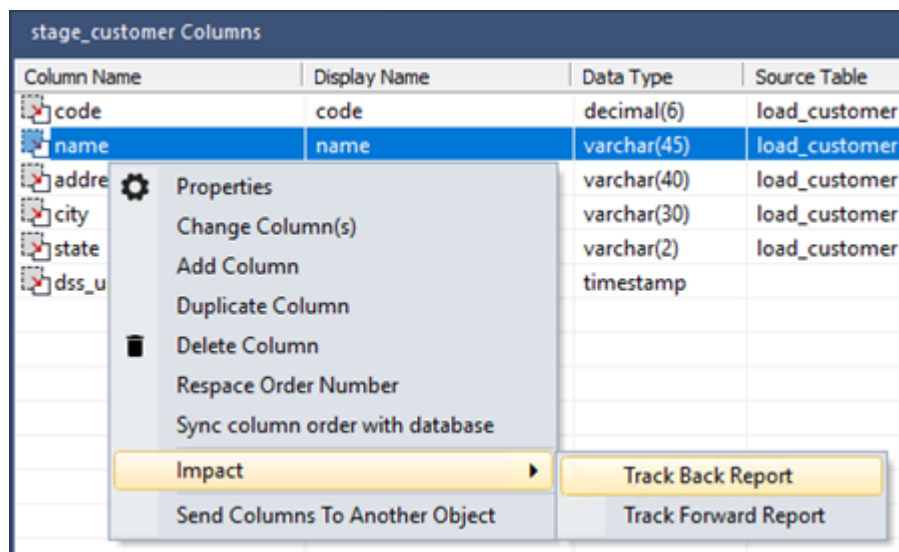 stage_customer Columns
Column Name Display Name Data Type Source Table
code code decimal(6) load_customer
name name varchar(45) load_customer
addre varchar(40) load_customer
city varchar(30) load_customer
state varchar(2) load_customer
dss_u timestamp
Properties
Change Column(s)
Add Column
Duplicate Column
Delete Column
Respace Order Number
Sync column order with database
Impact
Send Columns To Another Object
Track Back Report
Track Forward Report